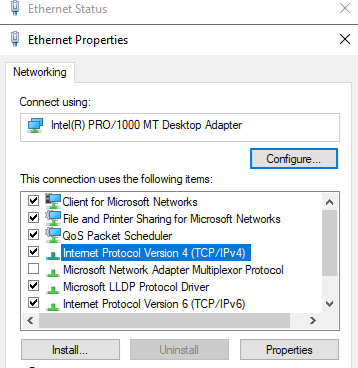 Ethernet Status
Ethernet Properties
Networking
Connect using:
Intel(R) PRO/1000 MT Desktop Adapter
Configure...
This connection uses the following items:
Client for Microsoft Networks
File and Printer Sharing for Microsoft Networks
QoS Packet Scheduler
Internet Protocol Version 4 (TCP/IPv4)
Microsoft Network Adapter Multiplexor Protocol
Microsoft LLDP Protocol Driver
Internet Protocol Version 6 (TCP/IPv6)
Install... Uninstall Properties